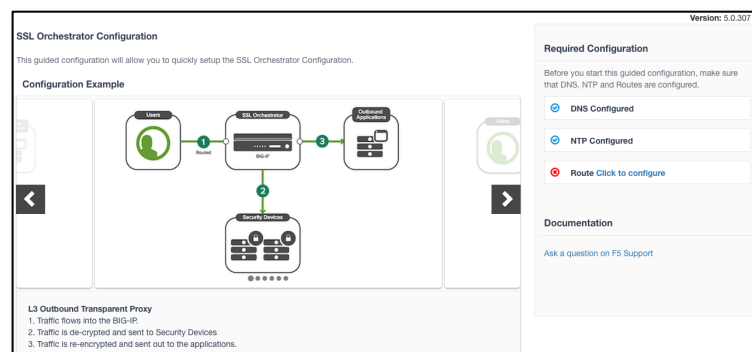 Version: 5.0.307
SSL Orchestrator Configuration
This guided configuration will allow you to quickly setup the SSL Orchestrator Configuration.
Configuration Example
Users
1
Routed
SSL Orchestrator
BIG-IP
3
Outbound
Applications
Users
2
Security Devices
L3 Outbound Transparent Proxy
1. Traffic flows into the BIG-IP.
2. Traffic is de-crypted and sent to Security Devices
3. Traffic is re-encrypted and sent out to the applications.
Required Configuration
Before you start this guided configuration, make sure
that DNS, NTP and Routes are configured.
DNS Configured
NTP Configured
Route Click to configure
Documentation
Ask a question on F5 Support